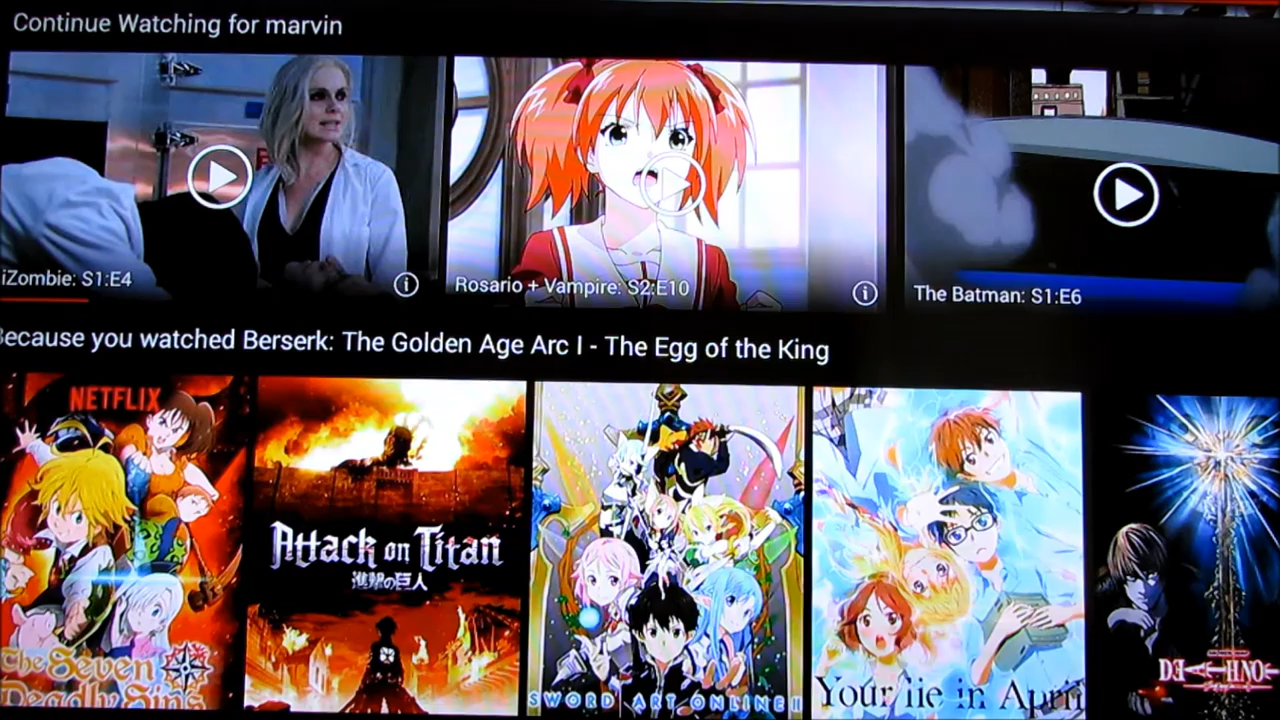 Continue Watching for marvin
iZombie: S1:E4
Rosario + Vampire: S2:E10
The Batman: S1:E6
Because you watched Berserk: The Golden Age Arc I - The Egg of the King
NETFLIX
The Seven
Deadly Sins
Attack on Titan
進撃の巨人
SWORD ART ONLINE II
Your lie in April
DEATH NOT